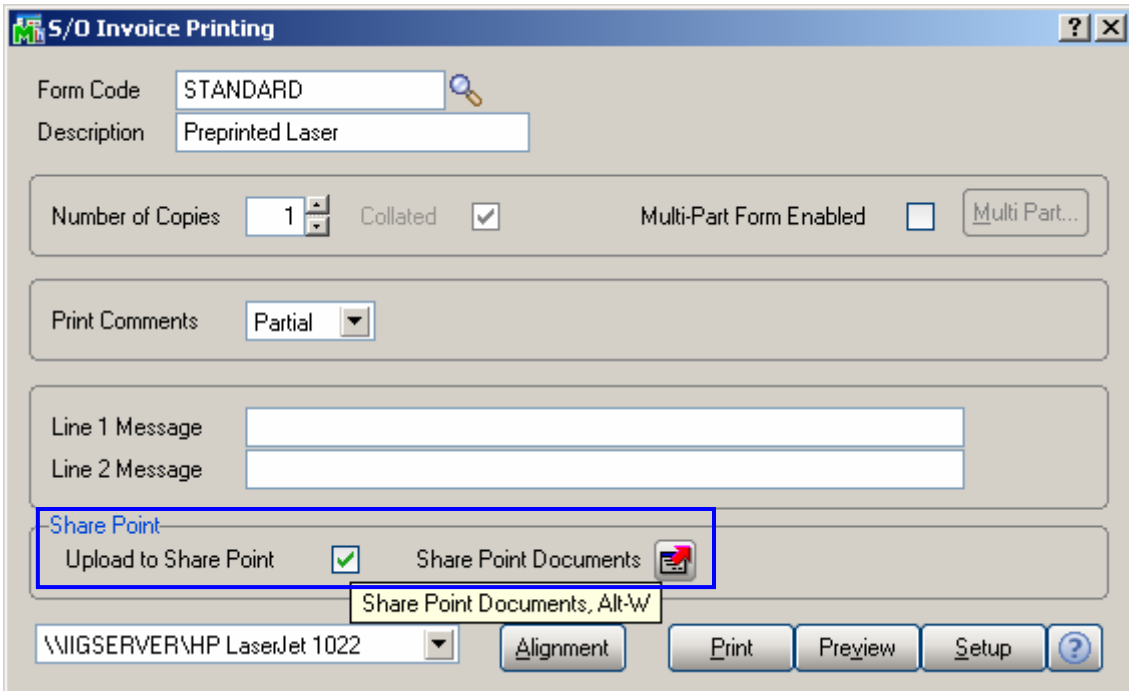 S/O Invoice Printing
Form Code STANDARD
Description Preprinted Laser
Number of Copies 1 Collated Multi-Part Form Enabled Multi Part...
Print Comments Partial
Line 1 Message
Line 2 Message
Share Point
Upload to Share Point Share Point Documents
Share Point Documents, Alt-W
\\IIGSERVER\HP LaserJet 1022 Alignment Print Preview Setup ?